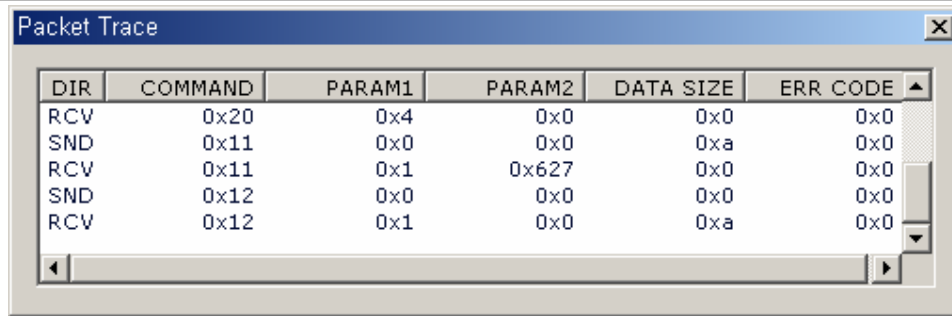 Packet Trace
DIR COMMAND PARAM1 PARAM2 DATA SIZE ERR CODE
RCV 0x20 0x4 0x0 0x0 0x0
SND 0x11 0x0 0x0 0xa 0x0
RCV 0x11 0x1 0x627 0x0 0x0
SND 0x12 0x0 0x0 0x0 0x0
RCV 0x12 0x1 0x0 0xa 0x0